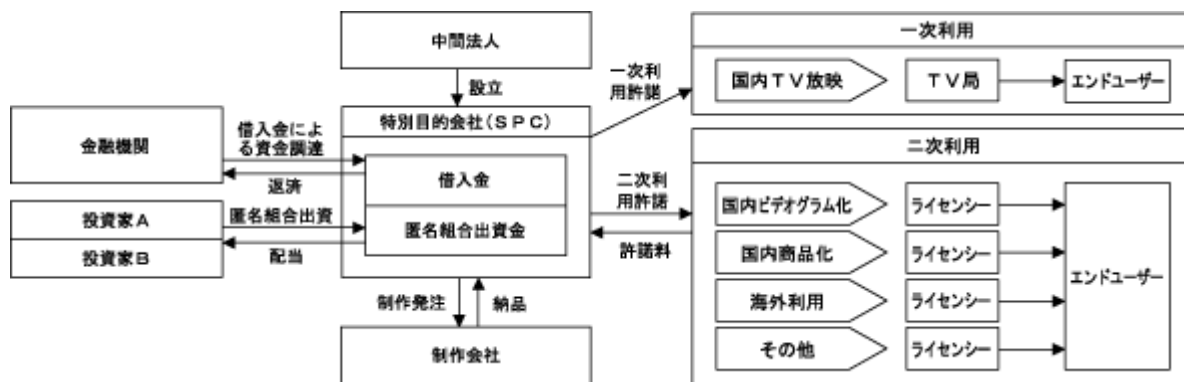 中間法人
設立
金融機関
借入金によ
る資金調達
返済
投資家A
投資家B
匿名組合出資
配当
特別目的会社(SPC)
借入金
匿名組合出資金
制作発注
納品
制作会社
一次利
用許諾
二次利
用許諾
許諾料
一次利用
国内TV放映
TV局
エンドユーザー
二次利用
国内ビデオグラム化
ライセンシー
国内商品化
ライセンシー
海外利用
ライセンシー
その他
ライセンシー
エンドユーザー